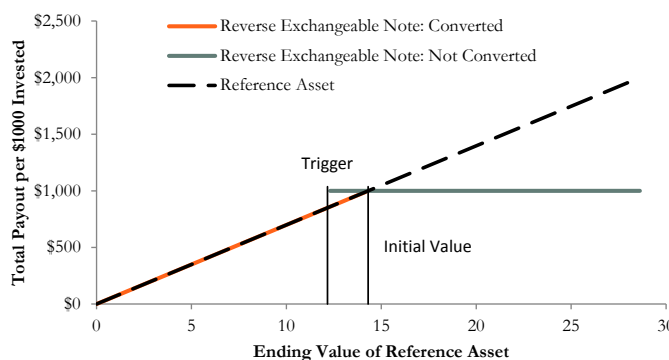 $2,500
$2,000
$1,500
$1,000
$500
$0
Total Payout per $1000 Invested
Reverse Exchangeable Note: Converted
Reverse Exchangeable Note: Not Converted
Reference Asset
Trigger
Initial Value
0 5 10 15 20 25 30
Ending Value of Reference Asset